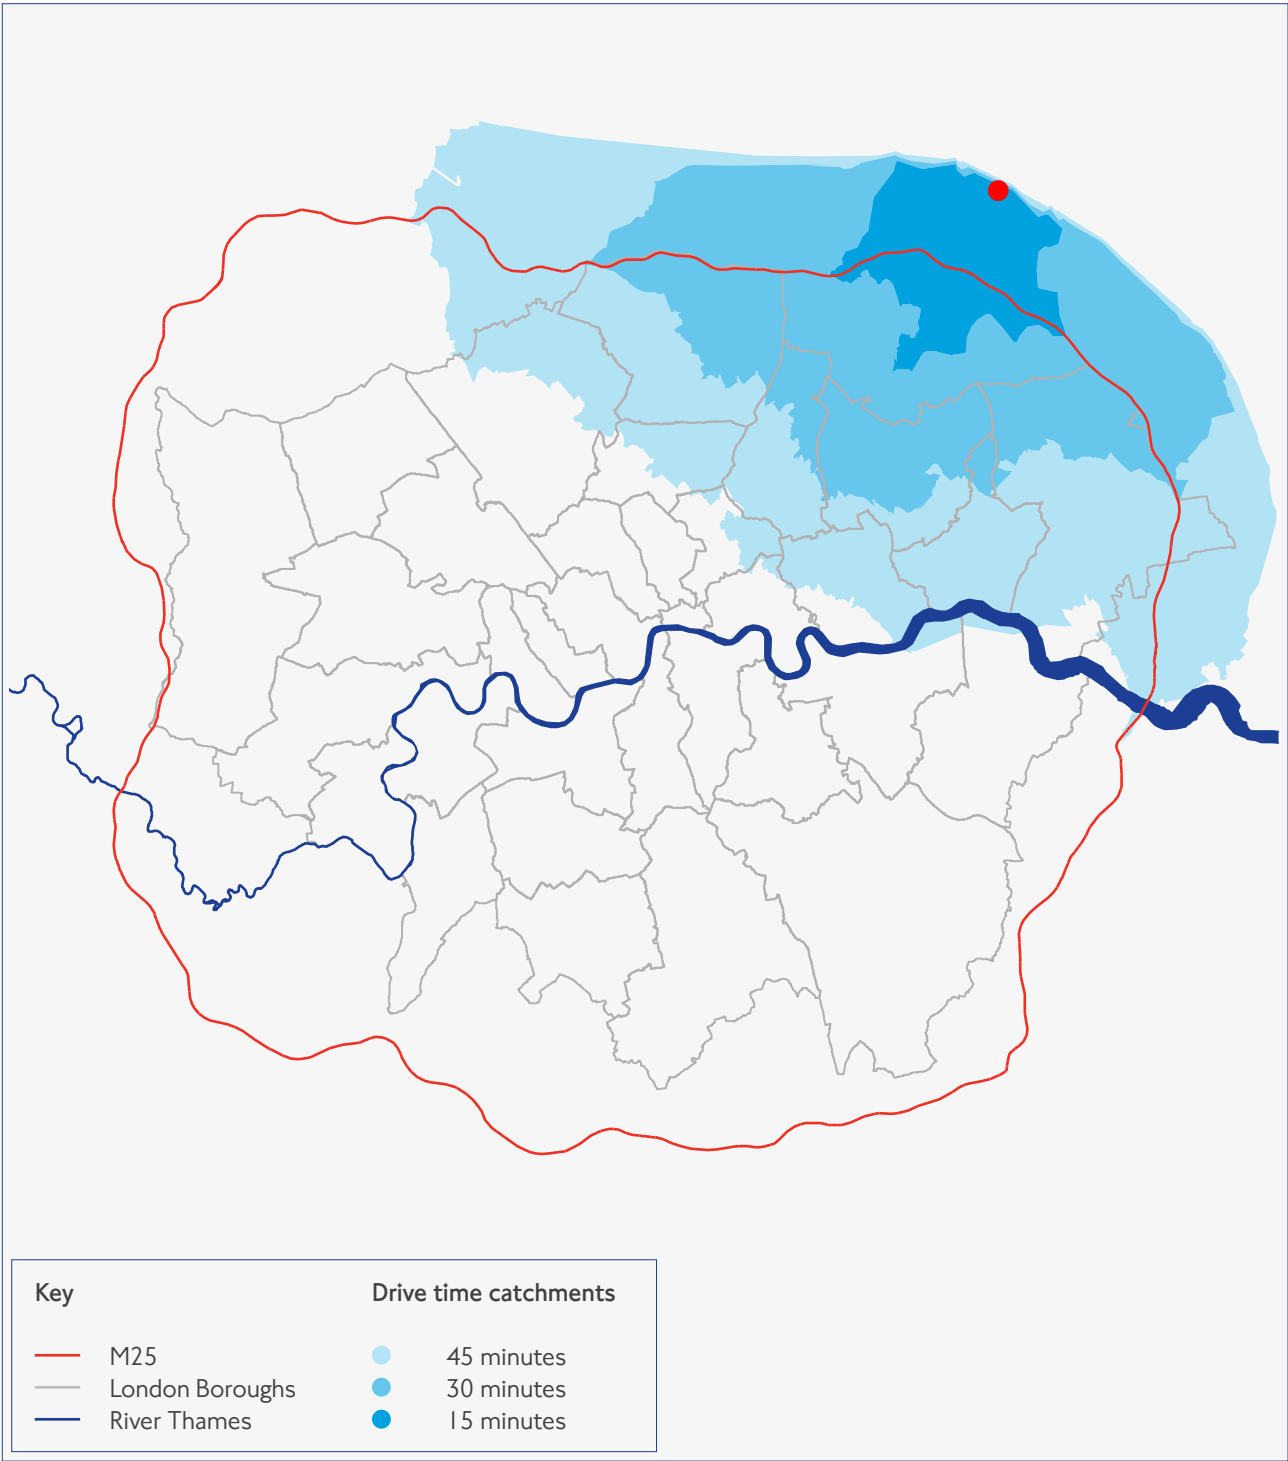 Key
Drive time catchments
M25
45 minutes
London Boroughs
30 minutes
River Thames
15 minutes